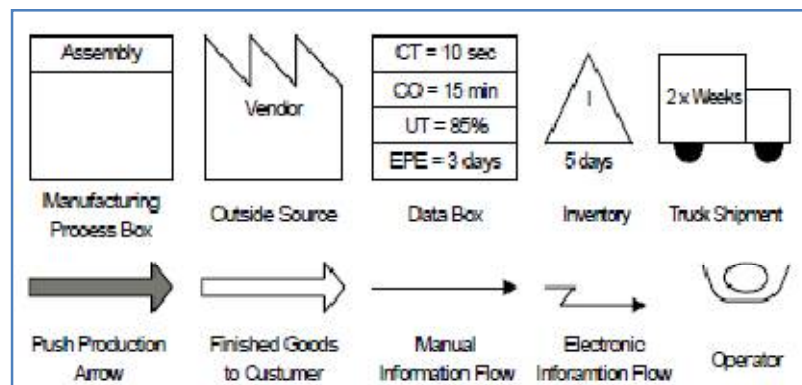 Assembly
Vendor
CT = 10 sec
CO = 15 min
UT = 85%
EPE = 3 days
I
5 days
2 x Weeks
Manufacturing
Process Box
Outside Source
Data Box
Inventory
Truck Shipment
Push Production
Arrow
Finished Goods
to Custumer
Manual
Information Flow
Electronic
Inforamtion Flow
Operator